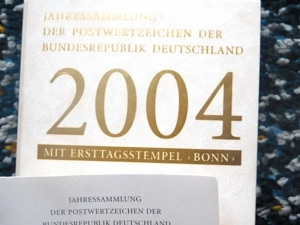 JAHRESSAMMLUNG
DER POSTWERTZEICHEN DER
BUNDESREPUBLIK DEUTSCHLAND
2004
MIT ERSTTAGSSTEMPEL ‹BONN›
JAHRESSAMMLUNG
DER POSTWERTZEICHEN DER
BUNDESREPUBLIK DEUTSCHLAND